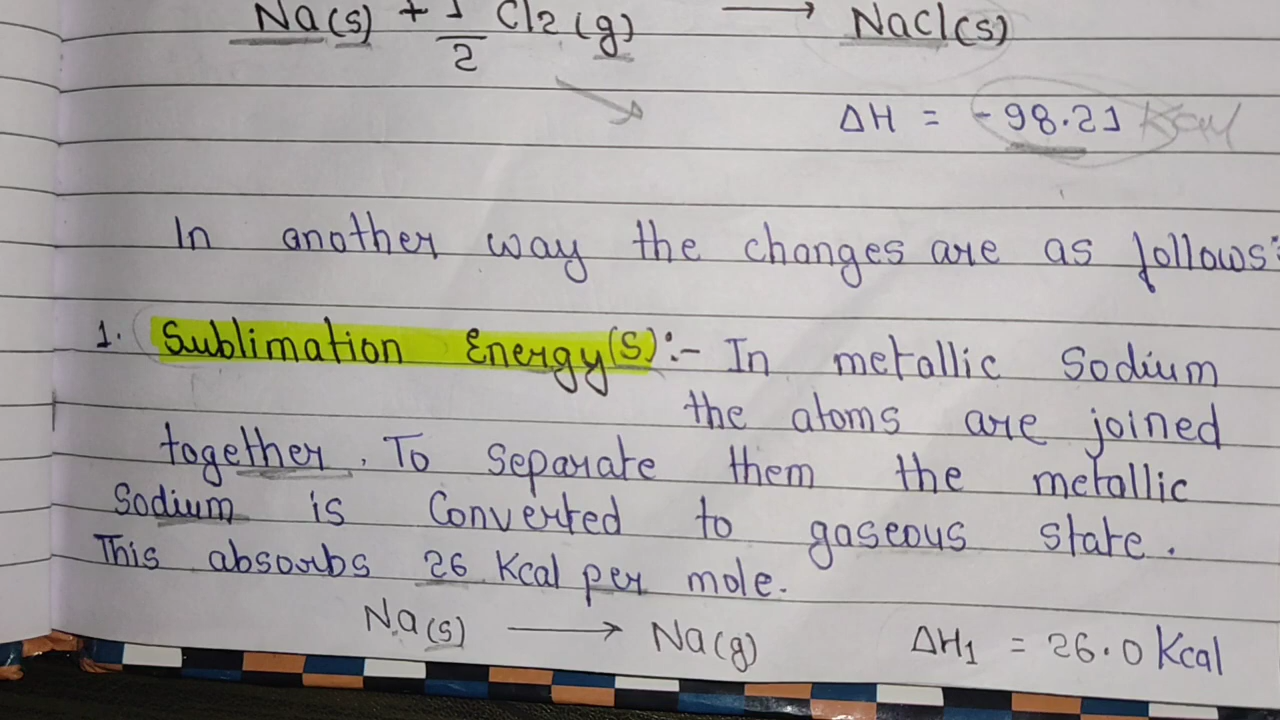 Na(s) + 1/2 Cl2 (g) ⟶ NaCl(s)
ΔH = -98.21 Kcal
In another way the changes are as follows:
1. Sublimation Energy(S):- In metallic Sodium
the atoms are joined
together. To Separate them the metallic
Sodium is Converted to gaseous state.
This absorbs 26 Kcal per mole.
Na(s) ⟶ Na(g) ΔH1 = 26.0 Kcal